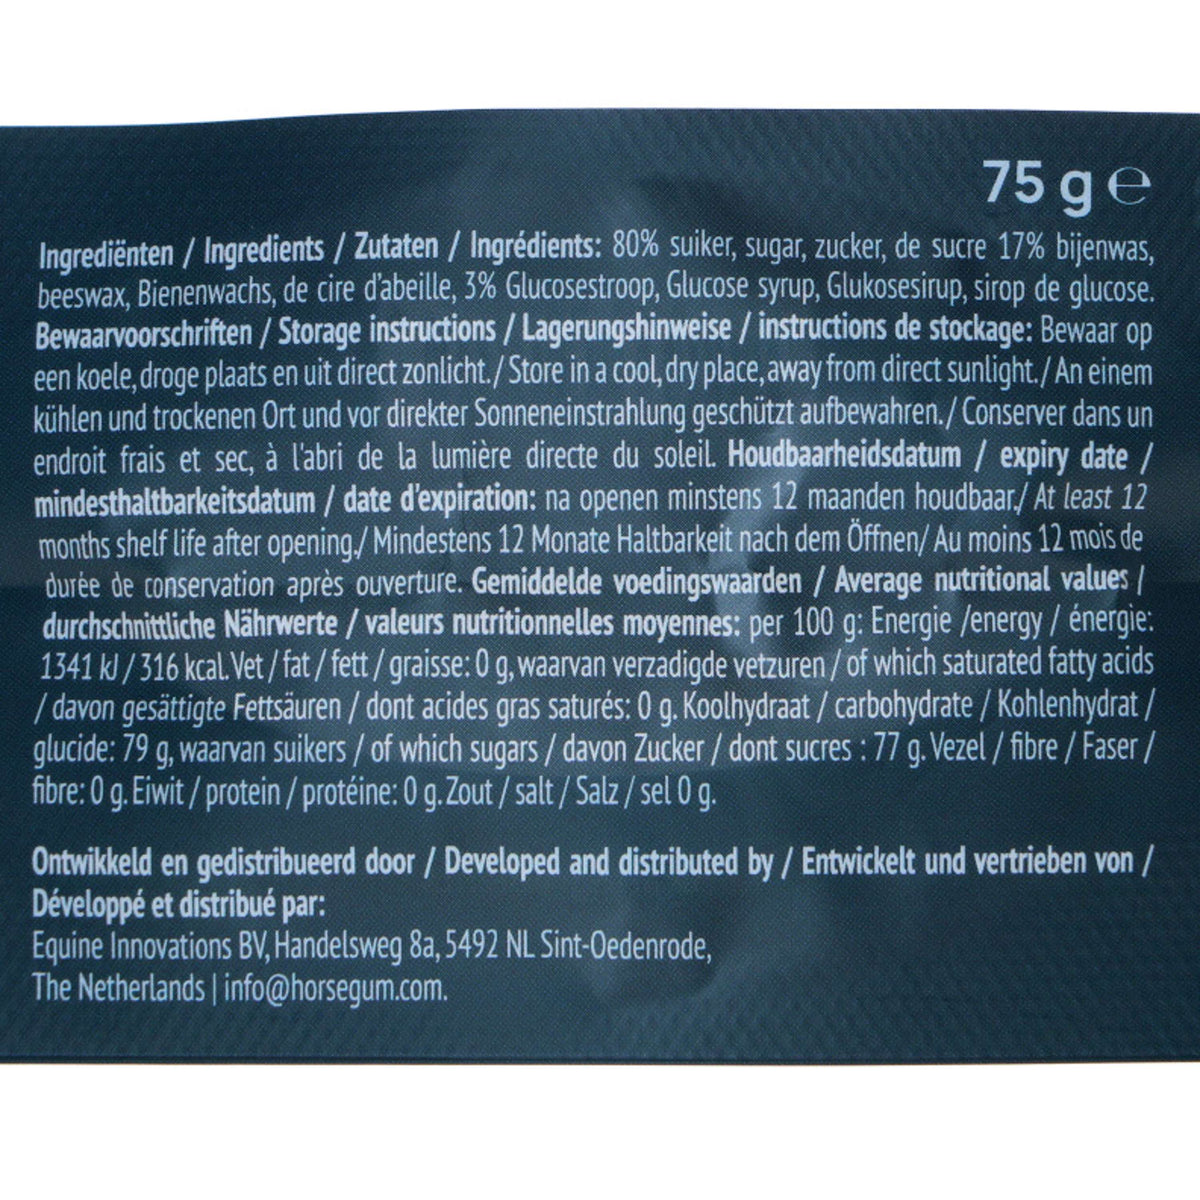 75 g ℮
Ingrediënten / Ingredients / Zutaten / Ingrédients: 80% suiker, sugar, zucker, de sucre 17% bijenwas,
beeswax, Bienenwachs, de cire d'abeille, 3% Glucosestroop, Glucose syrup, Glukosesirup, sirop de glucose.
Bewaarvoorschriften / Storage instructions / Lagerungshinweise / instructions de stockage: Bewaar op
een koele, droge plaats en uit direct zonlicht. / Store in a cool, dry place, away from direct sunlight. / An einem
kühlen und trockenen Ort und vor direkter Sonneneinstrahlung geschützt aufbewahren. / Conserver dans un
endroit frais et sec, à l'abri de la lumière directe du soleil. Houdbaarheidsdatum / expiry date /
mindesthaltbarkeitsdatum / date d'expiration: na openen minstens 12 maanden houdbaar./ At least 12
months shelf life after opening./ Mindestens 12 Monate Haltbarkeit nach dem Öffnen/ Au moins 12 mois de
durée de conservation après ouverture. Gemiddelde voedingswaarden / Average nutritional values /
durchschnittliche Nährwerte / valeurs nutritionnelles moyennes: per 100 g: Energie /energy / énergie:
1341 kJ / 316 kcal. Vet / fat / fett / graisse: 0 g, waarvan verzadigde vetzuren / of which saturated fatty acids
/ davon gesättigte Fettsäuren / dont acides gras saturés: 0 g. Koolhydraat / carbohydrate / Kohlenhydrat /
glucide: 79 g, waarvan suikers / of which sugars / davon Zucker / dont sucres : 77 g. Vezel / fibre / Faser /
fibre: 0 g. Eiwit / protein / protéine: 0 g. Zout / salt / Salz / sel 0 g.
Ontwikkeld en gedistribueerd door / Developed and distributed by / Entwickelt und vertrieben von /
Développé et distribué par:
Equine Innovations BV, Handelsweg 8a, 5492 NL Sint-Oedenrode,
The Netherlands | info@horsegum.com.